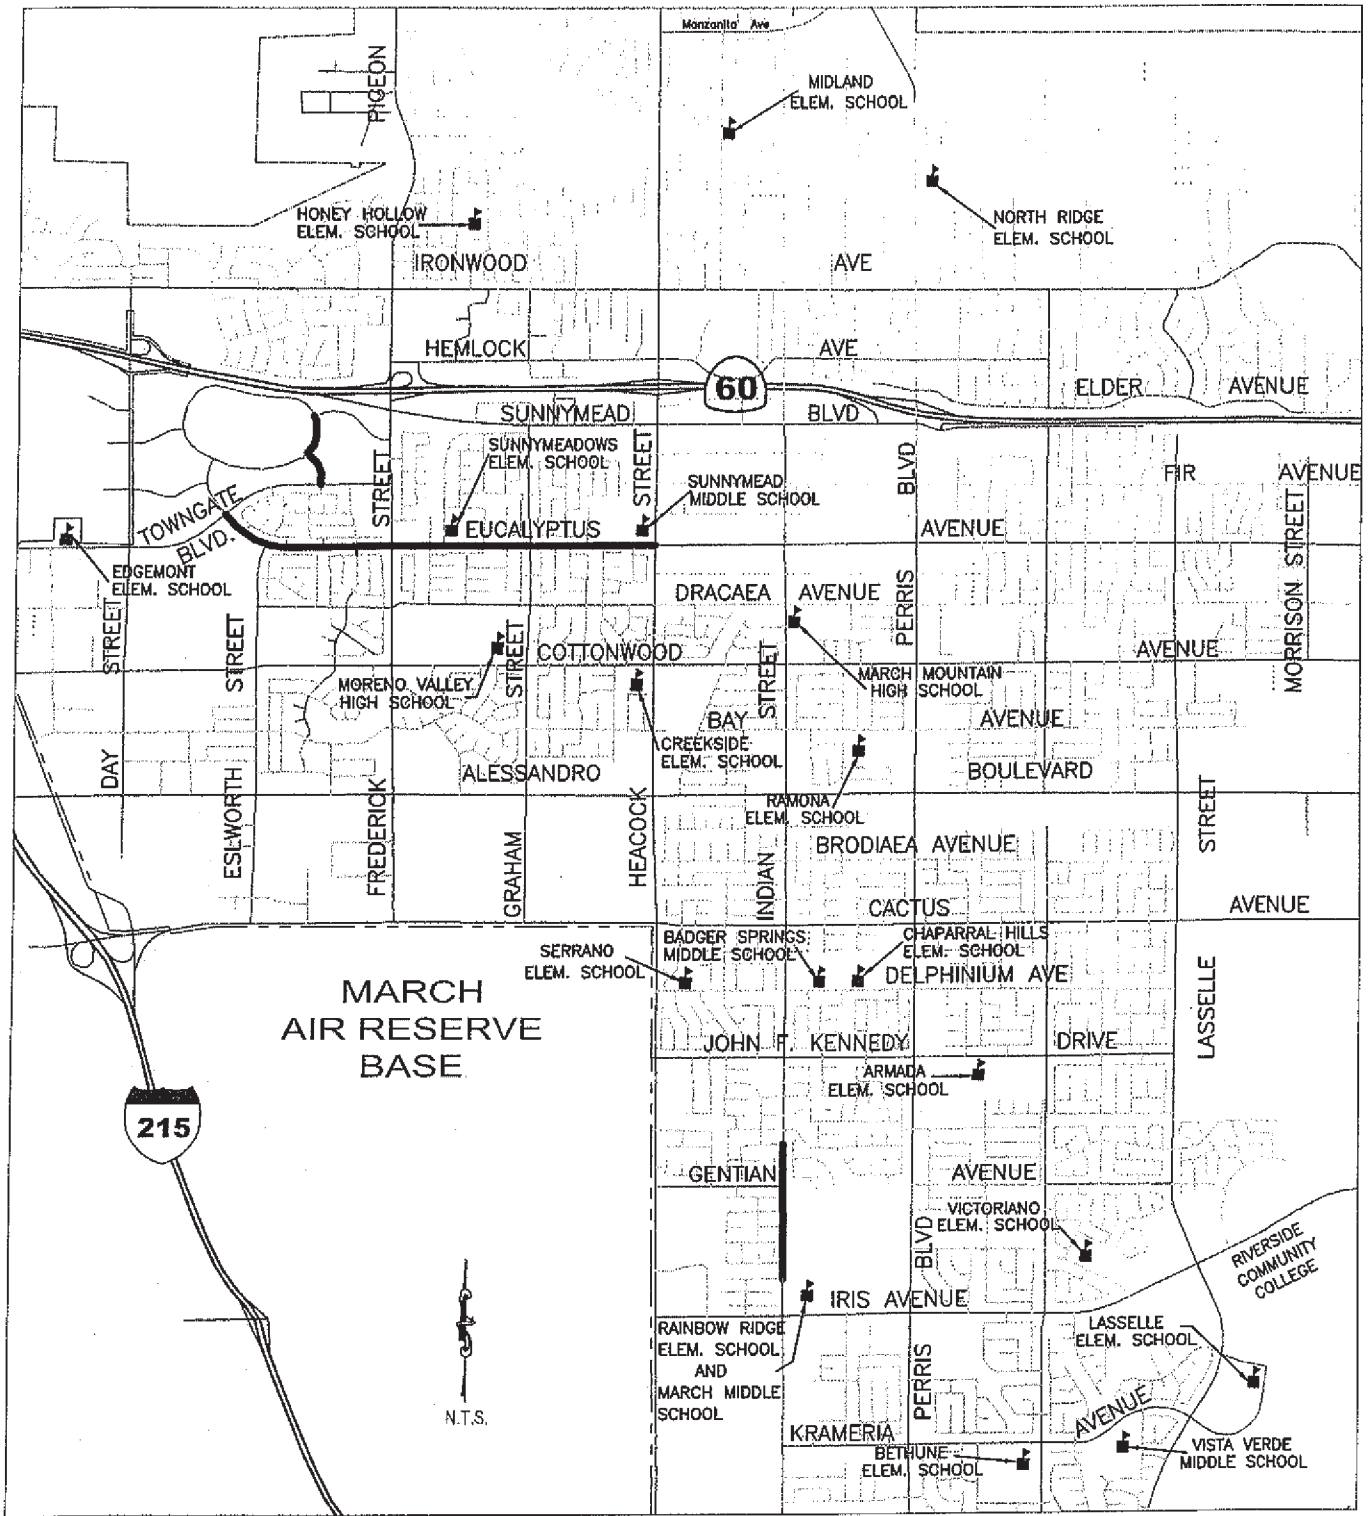 Manzanita Ave
PIGEON
MIDLAND
ELEM. SCHOOL
HONEY HOLLOW
ELEM. SCHOOL
NORTH RIDGE
ELEM. SCHOOL
IRONWOOD
AVE
HEMLOCK
AVE
60
ELDER
AVENUE
SUNNYMEAD
BLVD
SUNNYMEADOWS
ELEM. SCHOOL
STREET
STREET
SUNNYMEAD
MIDDLE SCHOOL
BLVD
FIR
AVENUE
TOWNGATE
BLVD.
EUCALYPTUS
AVENUE
MORRISON STREET
EDGEMONT
ELEM. SCHOOL
DRACAEA
AVENUE
PERRIS
STREET
STREET
STREET
COTTONWOOD
STREET
AVENUE
MORENO VALLEY
HIGH SCHOOL
MARCH MOUNTAIN
HIGH SCHOOL
BAY
AVENUE
CREEKSIDE
ELEM. SCHOOL
DAY
ALESSANDRO
BOULEVARD
RAMONA
ELEM. SCHOOL
ESLWORTH
FREDERICK
GRAHAM
HEACOCK
INDIAN
BRODIAEA AVENUE
STREET
CACTUS
AVENUE
SERRANO
ELEM. SCHOOL
BADGER SPRINGS
MIDDLE SCHOOL
CHAPARRAL HILLS
ELEM. SCHOOL
DELPHINIUM AVE
MARCH
AIR RESERVE
BASE
LASSELLE
JOHN F. KENNEDY
DRIVE
ARMADA
ELEM. SCHOOL
215
GENTIAN
AVENUE
VICTORIANO
ELEM. SCHOOL
BLVD
RIVERSIDE
COMMUNITY
COLLEGE
IRIS AVENUE
RAINBOW RIDGE
ELEM. SCHOOL
AND
MARCH MIDDLE
SCHOOL
LASSELLE
ELEM. SCHOOL
PERRIS
N.T.S.
KRAMERIA
AVENUE
BETHUNE
ELEM. SCHOOL
VISTA VERDE
MIDDLE SCHOOL